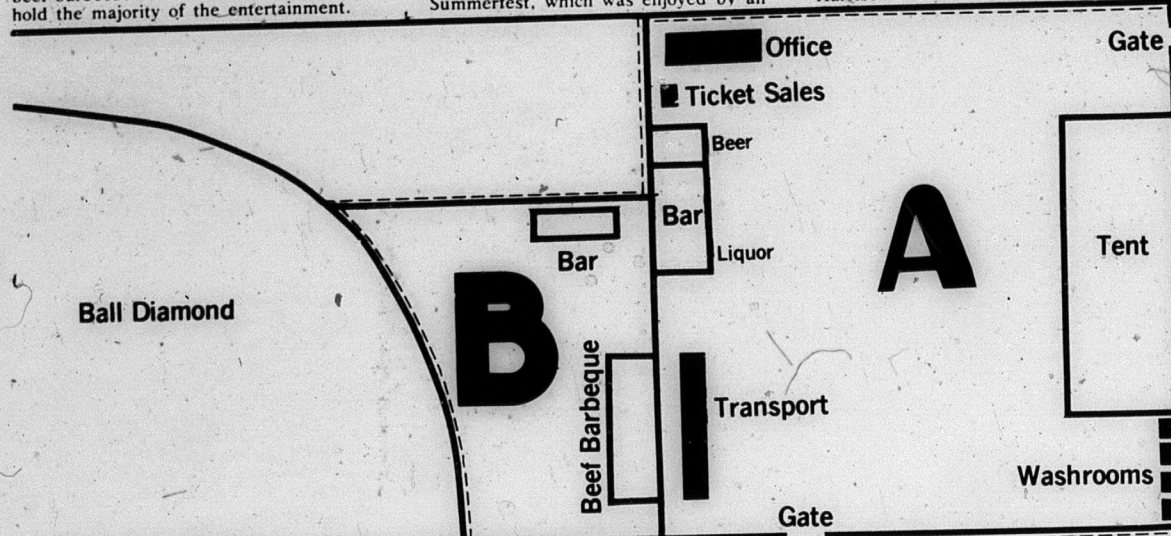 hold the majority of the entertainment.
Summerfest, which was enjoyed by an
Office
Gate
Ticket Sales
Beer
Bar
Liquor
A
Tent
Bar
B
Ball Diamond
Beef Barbeque
Transport
Washrooms
Gate